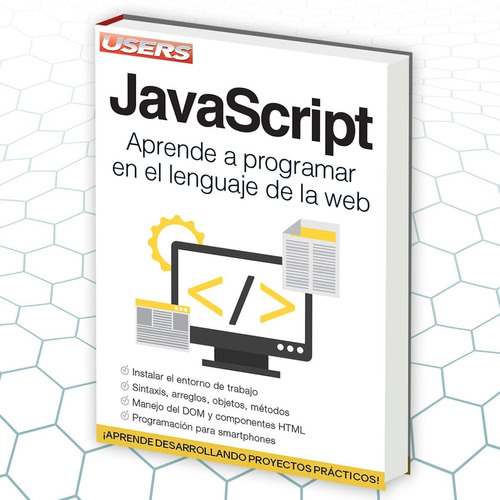 USERS
JavaScript
Aprende a programar
en el lenguaje de la web
</>
Instalar el entorno de trabajo
Sintaxis, arreglos, objetos, métodos
Manejo del DOM y componentes HTML
Programación para smartphones
¡APRENDE DESARROLLANDO PROYECTOS PRÁCTICOS!